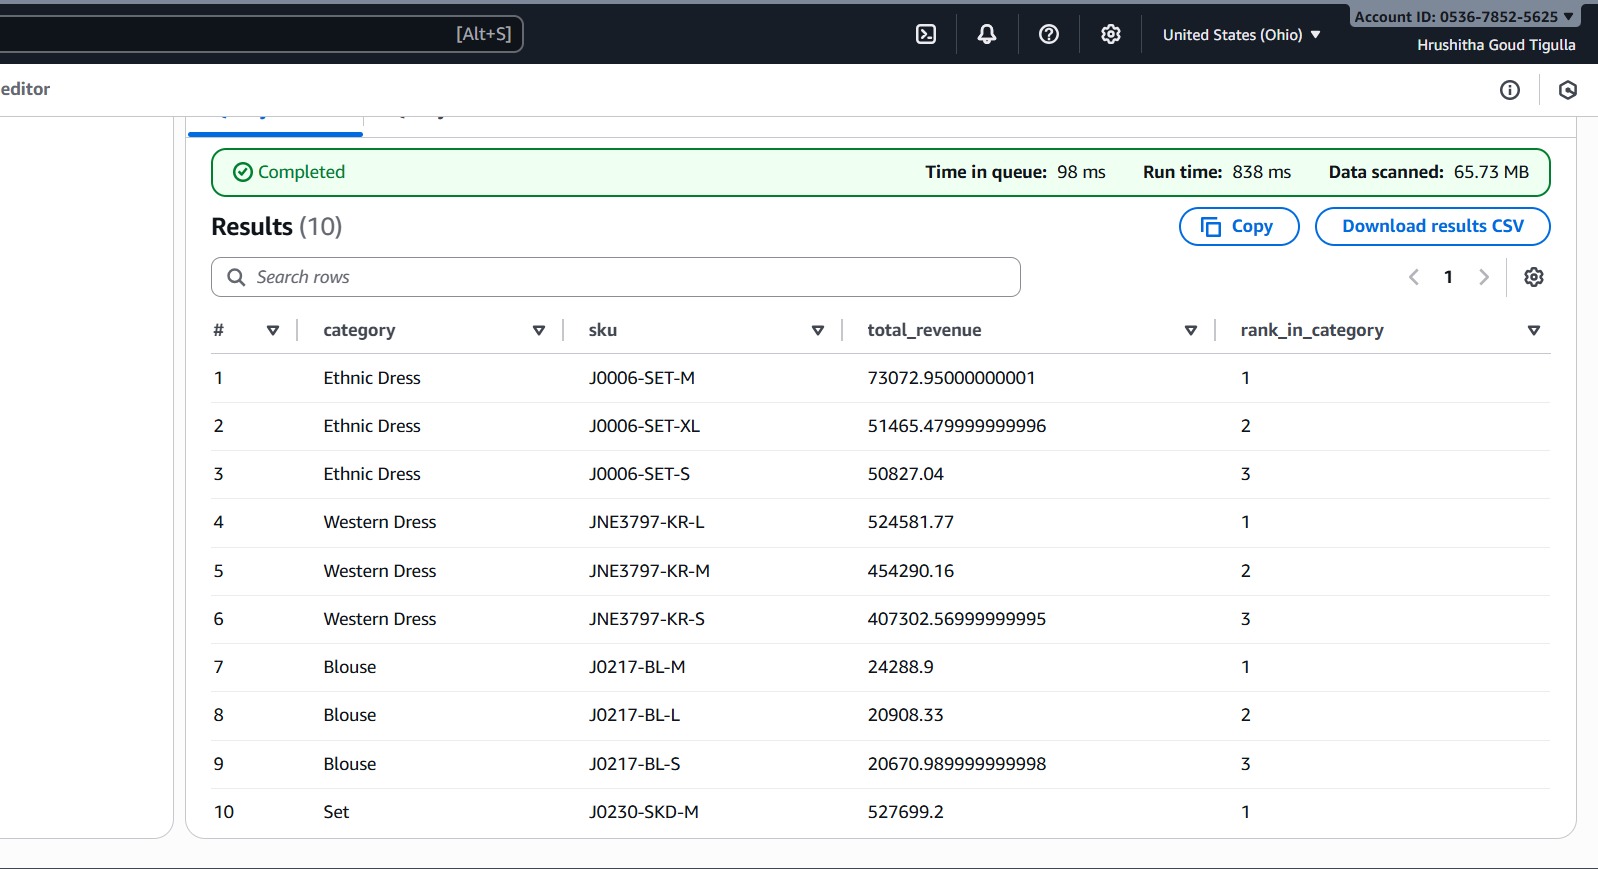 [Alt+S]
United States (Ohio)
Account ID: 0536-7852-5625
Hrushitha Goud Tigulla
editor
Completed
Time in queue: 98 ms Run time: 838 ms Data scanned: 65.73 MB
Results (10)
Copy
Download results CSV
Search rows
1
# category sku total_revenue rank_in_category
1 Ethnic Dress J0006-SET-M 73072.95000000001 1
2 Ethnic Dress J0006-SET-XL 51465.479999999996 2
3 Ethnic Dress J0006-SET-S 50827.04 3
4 Western Dress JNE3797-KR-L 524581.77 1
5 Western Dress JNE3797-KR-M 454290.16 2
6 Western Dress JNE3797-KR-S 407302.56999999995 3
7 Blouse J0217-BL-M 24288.9 1
8 Blouse J0217-BL-L 20908.33 2
9 Blouse J0217-BL-S 20670.989999999998 3
10 Set J0230-SKD-M 527699.2 1